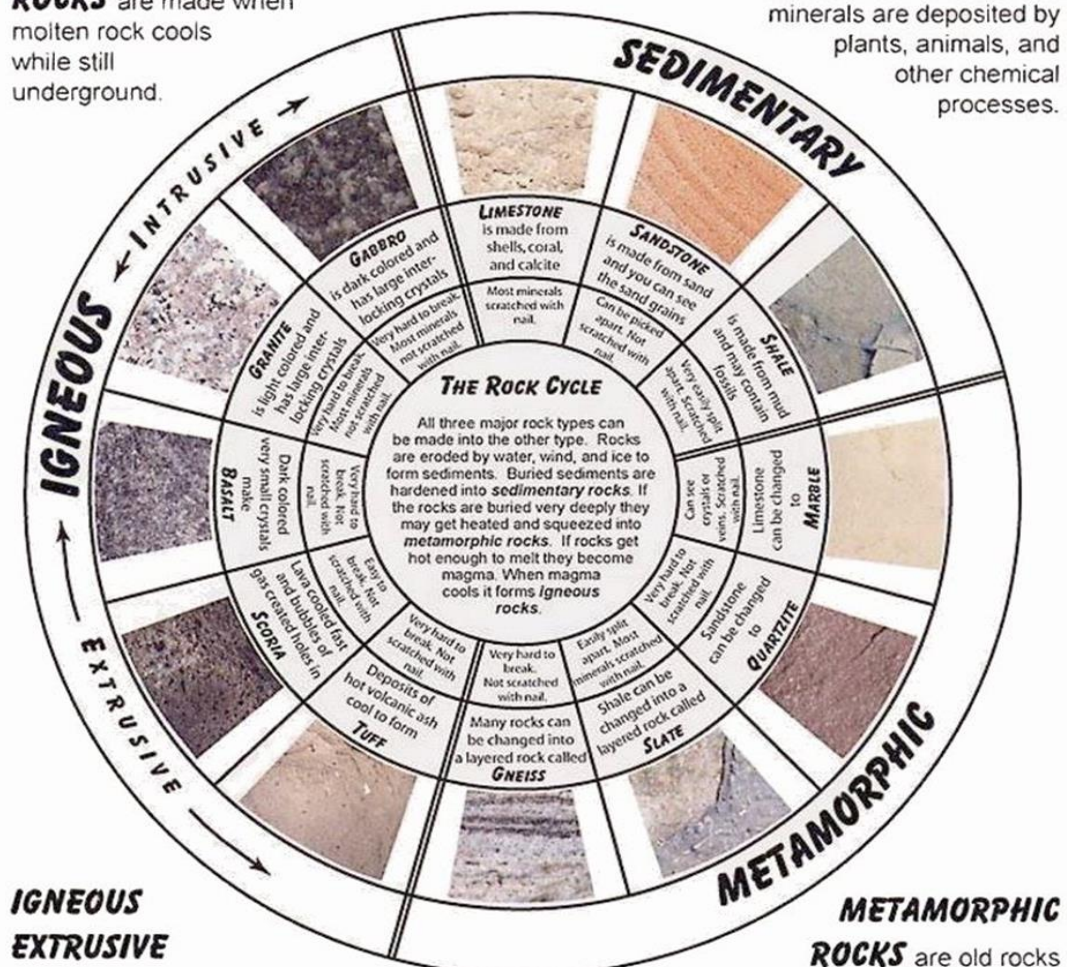 ROCKS are made when
molten rock cools
while still
underground.
minerals are deposited by
plants, animals, and
other chemical
processes.
SEDIMENTARY
INTRUSIVE
IGNEOUS
EXTRUSIVE
METAMORPHIC
LIMESTONE
is made from
shells, coral,
and calcite
Most minerals
scratched with
nail.
SANDSTONE
is made from sand
and you can see
the sand grains
Can be picked
apart. Not
scratched with
nail.
SHALE
is made from mud
and may contain
fossils
Very easily split
apart. Scratched
with nail.
Limestone
can be changed
to
MARBLE
Can see
crystals or
veins. Scratched
with nail.
Sandstone
can be changed
to
QUARTZITE
Very hard to
break. Not
scratched with
nail.
Shale can be
changed into a
layered rock called
SLATE
Easily split
apart. Most
minerals scratched
with nail.
Many rocks can
be changed into
a layered rock called
GNEISS
Very hard to
break.
Not scratched
with nail.
Deposits of
hot volcanic ash
cool to form
TUFF
Very hard to
break. Not
scratched with
nail.
Lava cooled fast
and bubbles of
gas created holes in
SCORIA
Easy to
break. Not
scratched with
nail.
Dark colored
very small crystals
make
BASALT
Very hard to
break. Not
scratched with
nail.
GRANITE
is light colored and
has large inter-
locking crystals
Very hard to break.
Most minerals
not scratched
with nail.
GABBRO
is dark colored and
has large inter-
locking crystals
Very hard to break.
Most minerals
not scratched
with nail.
THE ROCK CYCLE
All three major rock types can
be made into the other type. Rocks
are eroded by water, wind, and ice to
form sediments. Buried sediments are
hardened into sedimentary rocks. If
the rocks are buried very deeply they
may get heated and squeezed into
metamorphic rocks. If rocks get
hot enough to melt they become
magma. When magma
cools it forms igneous
rocks.
IGNEOUS
EXTRUSIVE
METAMORPHIC
ROCKS are old rocks